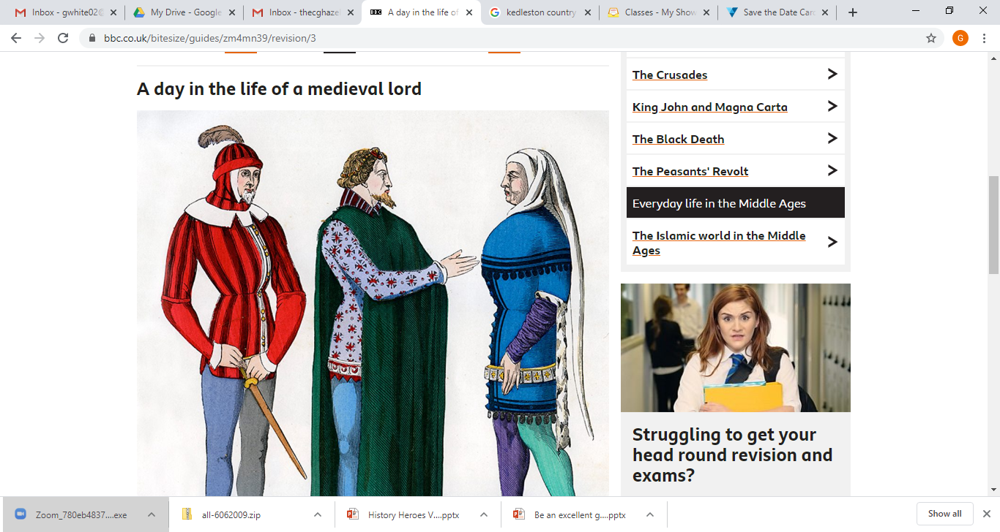 Inbox - gwhite02@
My Drive - Google
Inbox - thecghazel
BBC A day in the life of
kedleston country
Classes - My Show
Save the Date Card
bbc.co.uk/bitesize/guides/zm4mn39/revision/3
G
A day in the life of a medieval lord
The Crusades
King John and Magna Carta
The Black Death
The Peasants' Revolt
Everyday life in the Middle Ages
The Islamic world in the Middle
Ages
Struggling to get your
head round revision and
exams?
Zoom_780eb4837....exe
all-6062009.zip
History Heroes V....pptx
Be an excellent g....pptx
Show all